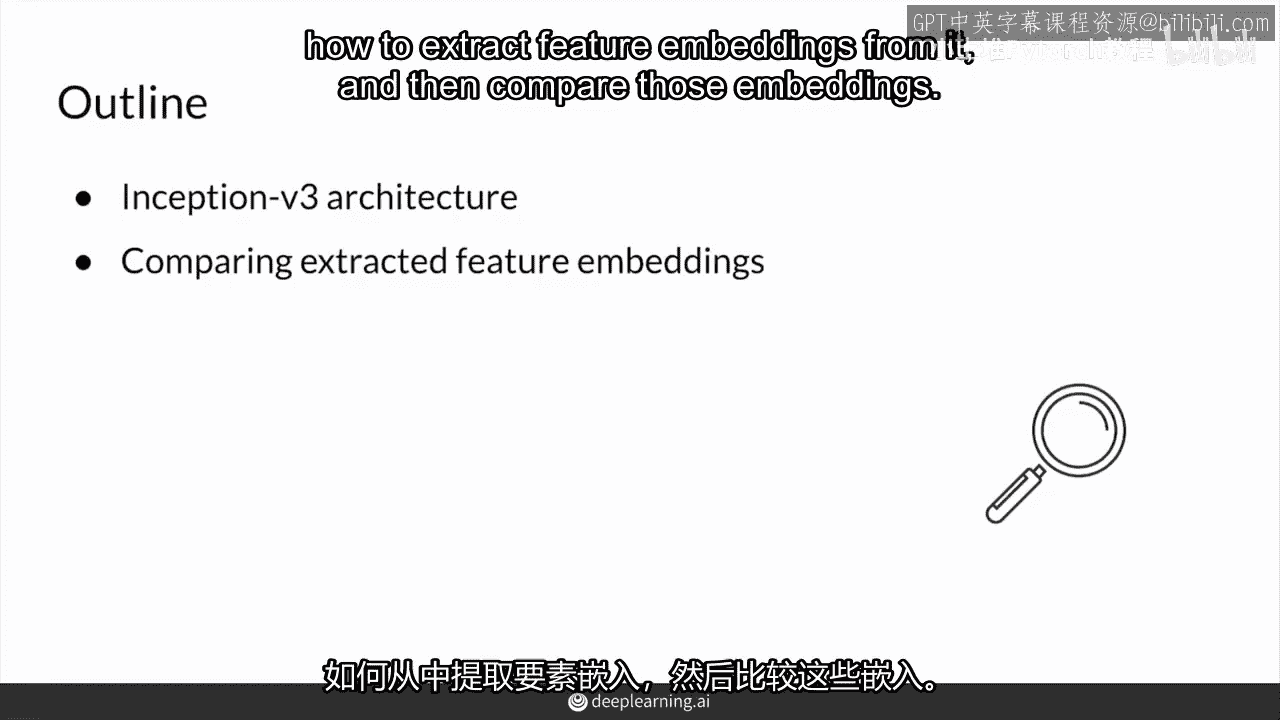 GPT中英字幕课程资源@bilibili.com
how to extract feature embeddings from it,
and then compare those embeddings.
Outline
● Inception-v3 architecture
● Comparing extracted feature embeddings
如何从中提取要素嵌入，然后比较这些嵌入。
deeplearning.ai